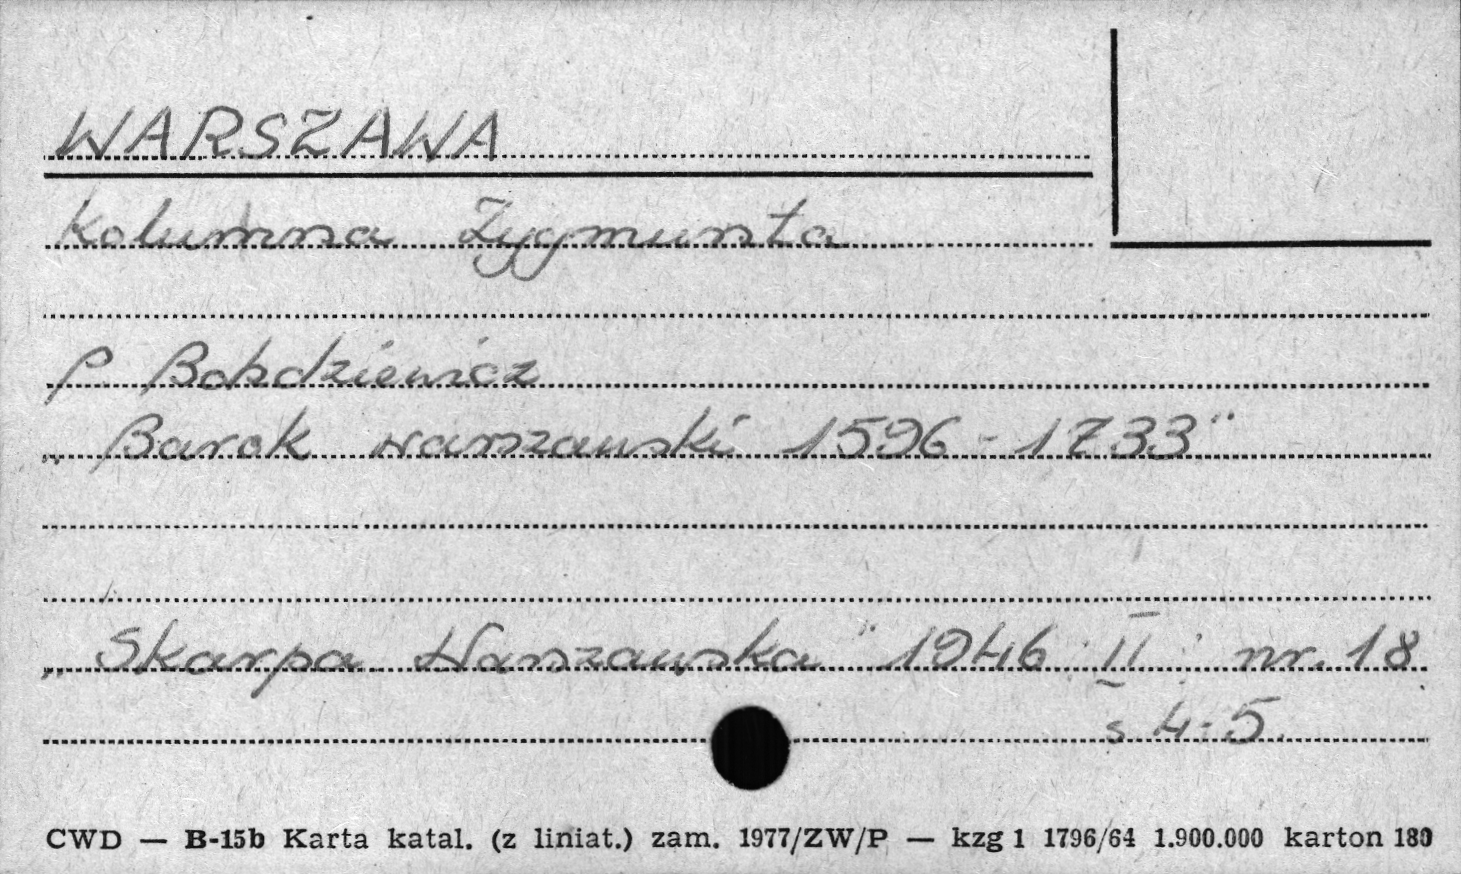 WARSZAWA
kolumna Zygmunta
P. Bohdziewicz
„Barok warszawski 1596-1733"
„Skarpa Warszawska" 1946 II nr. 18
s 4-5.
CWD — B-15b Karta katal. (z liniat.) zam. 1977/ZW/P — kzg 1 1796/64 1.900.000 karton 180